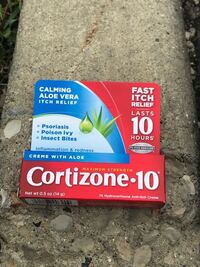 CALMING
ALOE VERA
ITCH RELIEF
• Psoriasis
• Poison Ivy
• Insect Bites
Inflammation & redness
FAST
ITCH
RELIEF
LASTS
10
HOURS
CREME WITH ALOE
MAXIMUM STRENGTH
Cortizone•10
Net wt 0.5 oz (14 g)
1% Hydrocortisone Anti-Itch Creme